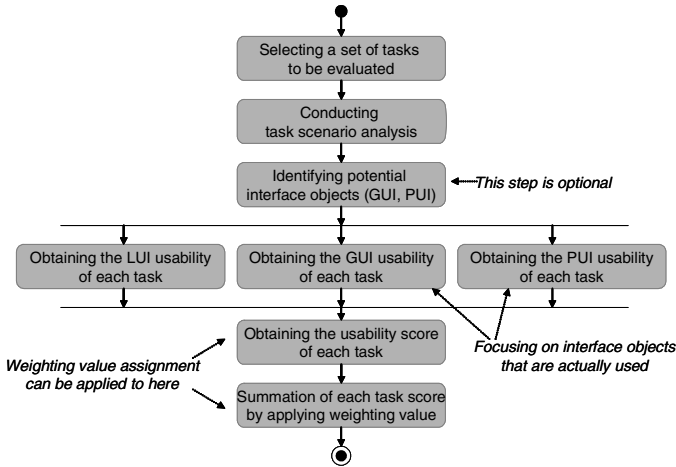 Selecting a set of tasks
to be evaluated
Conducting
task scenario analysis
Identifying potential
interface objects (GUI, PUI)
This step is optional
Obtaining the LUI usability
of each task
Obtaining the GUI usability
of each task
Obtaining the PUI usability
of each task
Obtaining the usability score
of each task
Focusing on interface objects
that are actually used
Weighting value assignment
can be applied to here
Summation of each task score
by applying weighting value